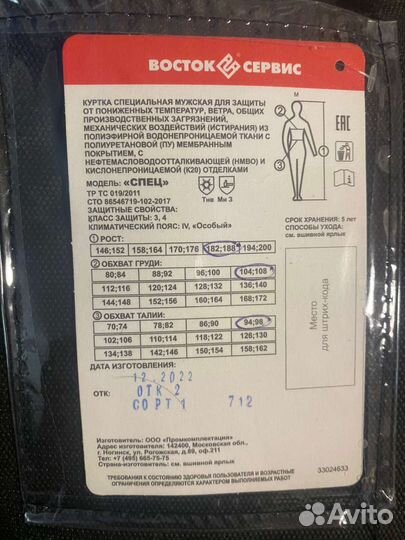 ВОСТОК СЕРВИС
КУРТКА СПЕЦИАЛЬНАЯ МУЖСКАЯ ДЛЯ ЗАЩИТЫ
ОТ ПОНИЖЕННЫХ ТЕМПЕРАТУР, ВЕТРА, ОБЩИХ
ПРОИЗВОДСТВЕННЫХ ЗАГРЯЗНЕНИЙ,
МЕХАНИЧЕСКИХ ВОЗДЕЙСТВИЙ (ИСТИРАНИЯ) ИЗ
ПОЛИЭФИРНОЙ ВОДОНЕПРОНИЦАЕМОЙ ТКАНИ С
ПОЛИУРЕТАНОВОЙ (ПУ) МЕМБРАННЫМ
ПОКРЫТИЕМ, С
НЕФТЕМАСЛОВОДООТТАЛКИВАЮЩЕЙ (НМВО) И
КИСЛОНЕПРОНИЦАЕМОЙ (К20) ОТДЕЛКАМИ
МОДЕЛЬ: «СПЕЦ»
ТР ТС 019/2011
СТО 86546719-102-2017
ЗАЩИТНЫЕ СВОЙСТВА:
Тнв Ми З
КЛАСС ЗАЩИТЫ: 3, 4
КЛИМАТИЧЕСКИЙ ПОЯС: IV, «Особый»
М
2
3
1
EAC
СРОК ХРАНЕНИЯ: 5 лет
СПОСОБЫ УХОДА:
см. вшивной ярлык
1 РОСТ:
146;152 158;164 170;176 182;188 194;200
2 ОБХВАТ ГРУДИ:
80;84 88;92 96;100 104;108
112;116 120;124 128;132 136;140
144;148 152;156 160;164 168;172
3 ОБХВАТ ТАЛИИ:
70;74 78;82 86;90 94;98
102;106 110;114 118;122 126;130
134;138 142;146 150;154 158;162
Место
для штрих-кода
ДАТА ИЗГОТОВЛЕНИЯ:
12.2022
ОТК:
ОТК 2
СОРТ 1
712
Изготовитель: ООО «Промкомплектация»
Адрес изготовителя: 142400, Московская обл.,
г. Ногинск, ул. Рогожская, д. 89, оф.211
Тел: +7 (495) 665-75-75
Страна-изготовитель: см. вшивной ярлык
33024633
ТРЕБОВАНИЯ К СОСТОЯНИЮ ЗДОРОВЬЯ ПОЛЬЗОВАТЕЛЯ И ВОЗРАСТНЫЕ
ОГРАНИЧЕНИЯ ОПРЕДЕЛЯЮТСЯ ХАРАКТЕРОМ ВЫПОЛНЯЕМЫХ РАБОТ
Avito